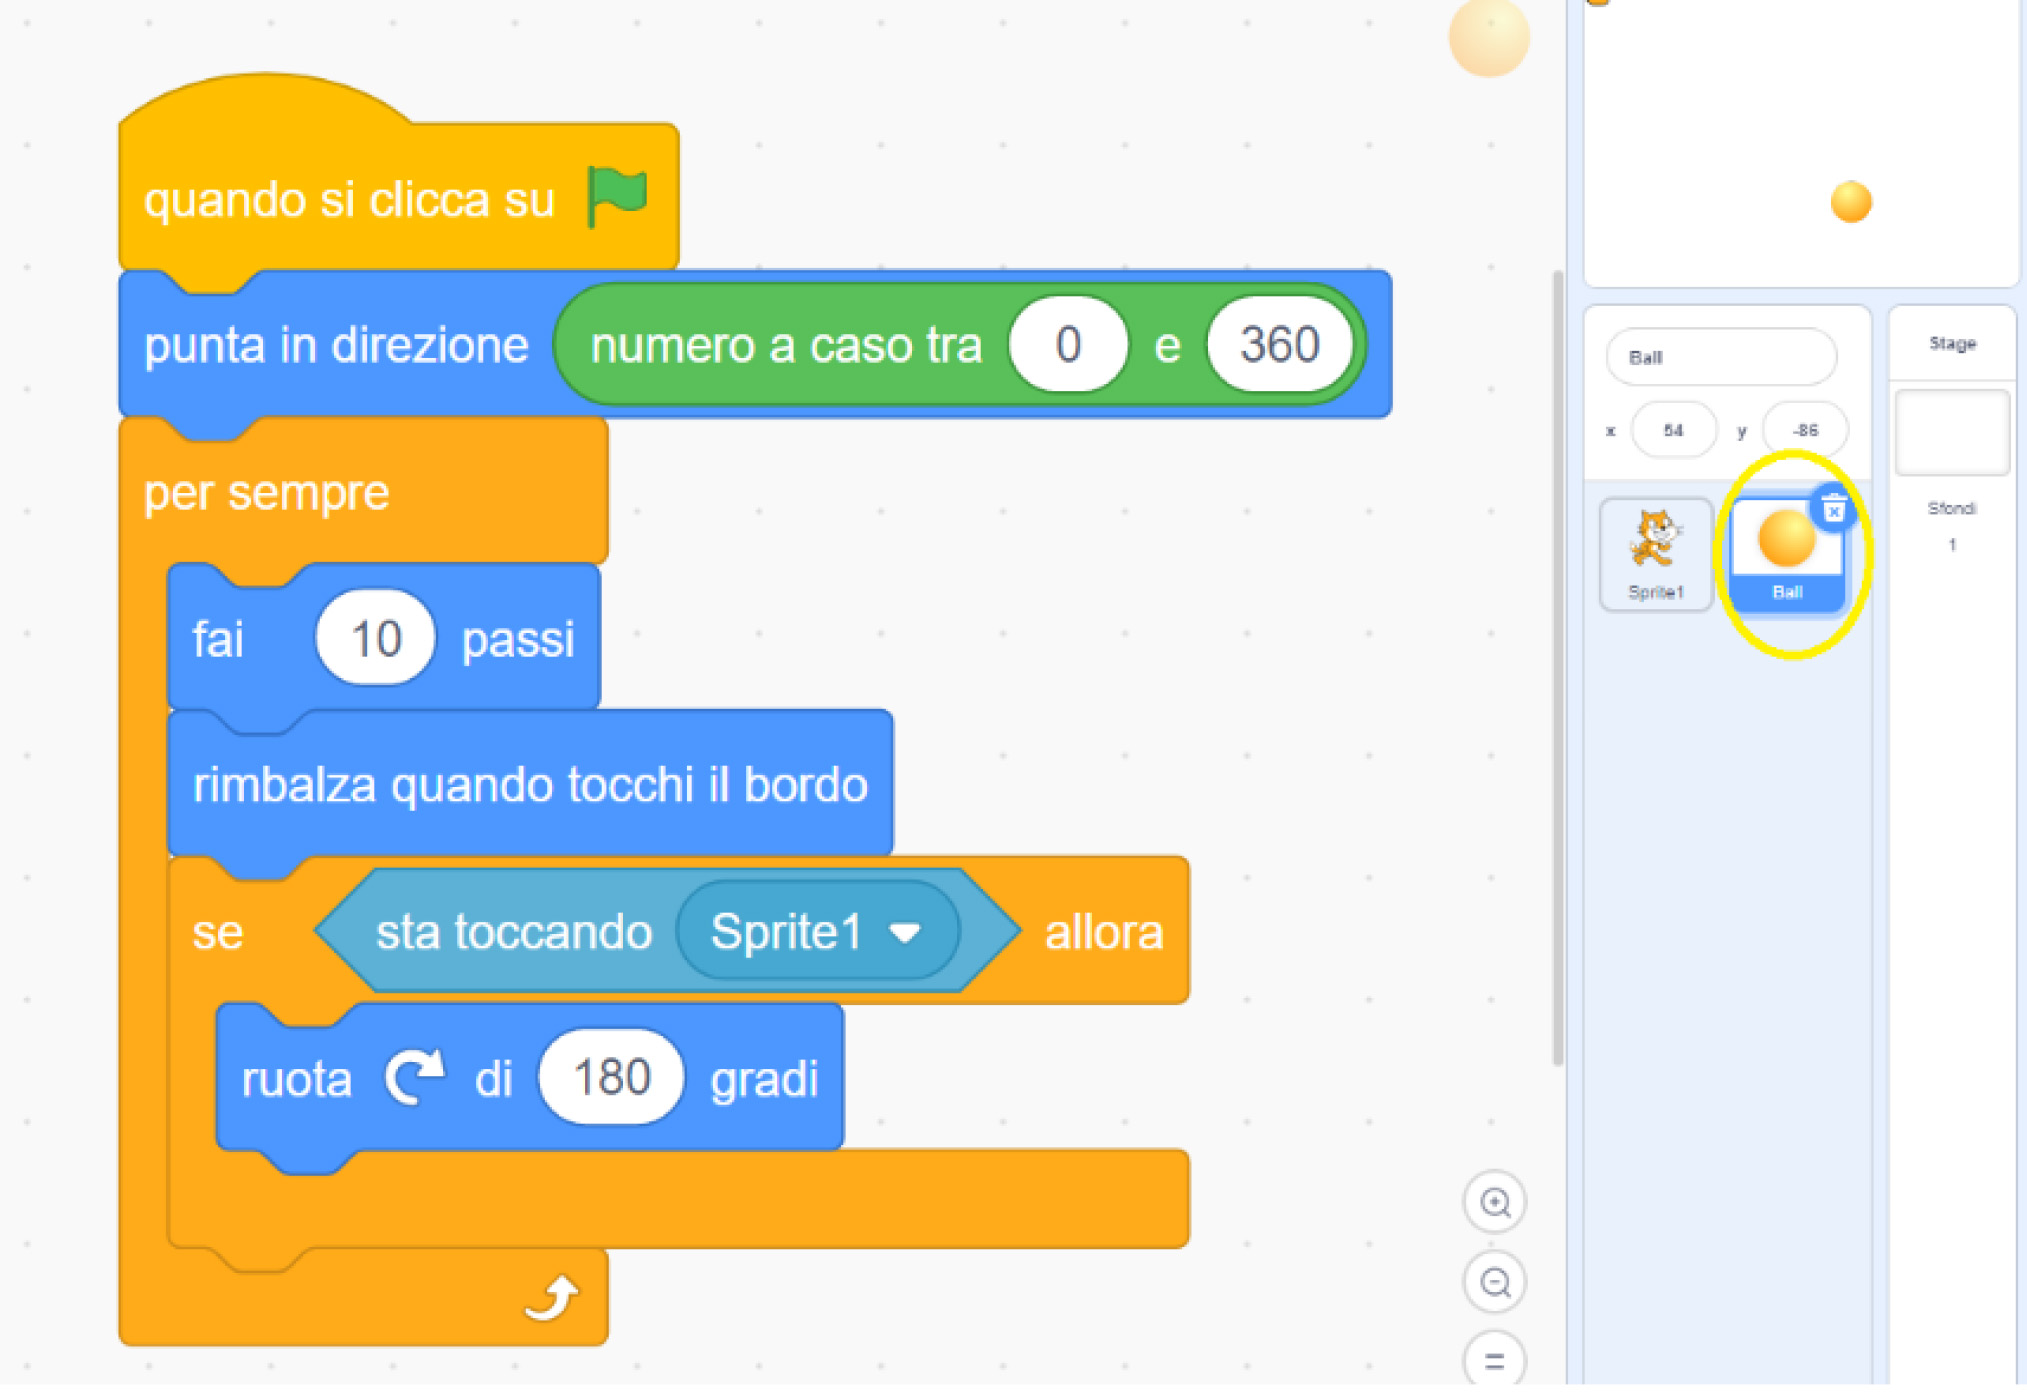 quando si clicca su
punta in direzione numero a caso tra 0 e 360
per sempre
fai 10 passi
rimbalza quando tocchi il bordo
se sta toccando Sprite1 allora
ruota di 180 gradi
Ball
x 54 y -86
Sprite1
Ball
Stage
Sfondi
1